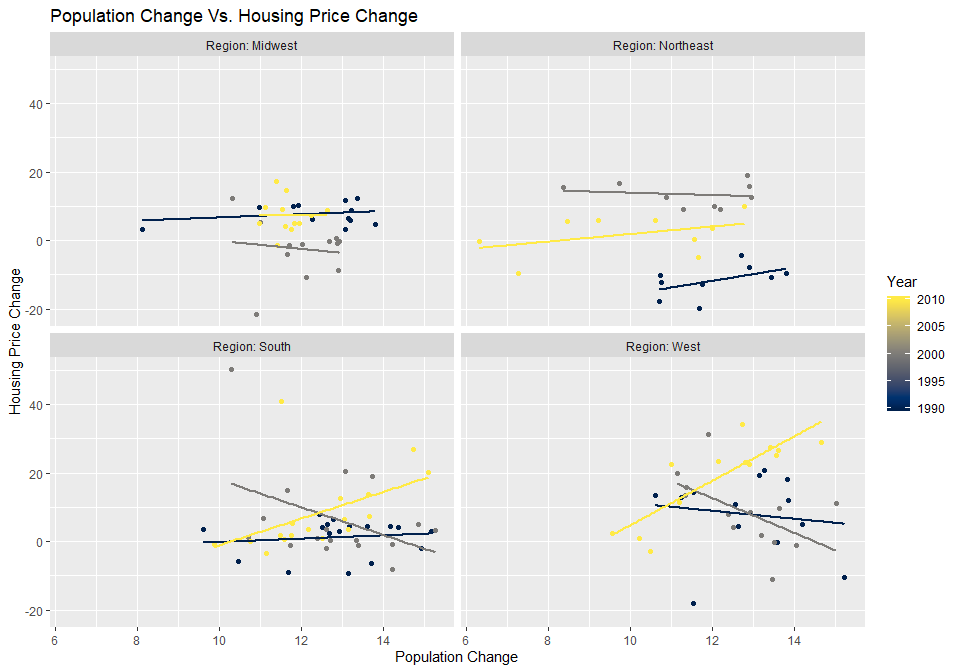 Population Change Vs. Housing Price Change
Region: Midwest
Region: Northeast
40
20
0
-20
Region: South
Region: West
40
20
0
-20
6 8 10 12 14
6 8 10 12 14
Population Change
Housing Price Change
Year
2010
2005
2000
1995
1990